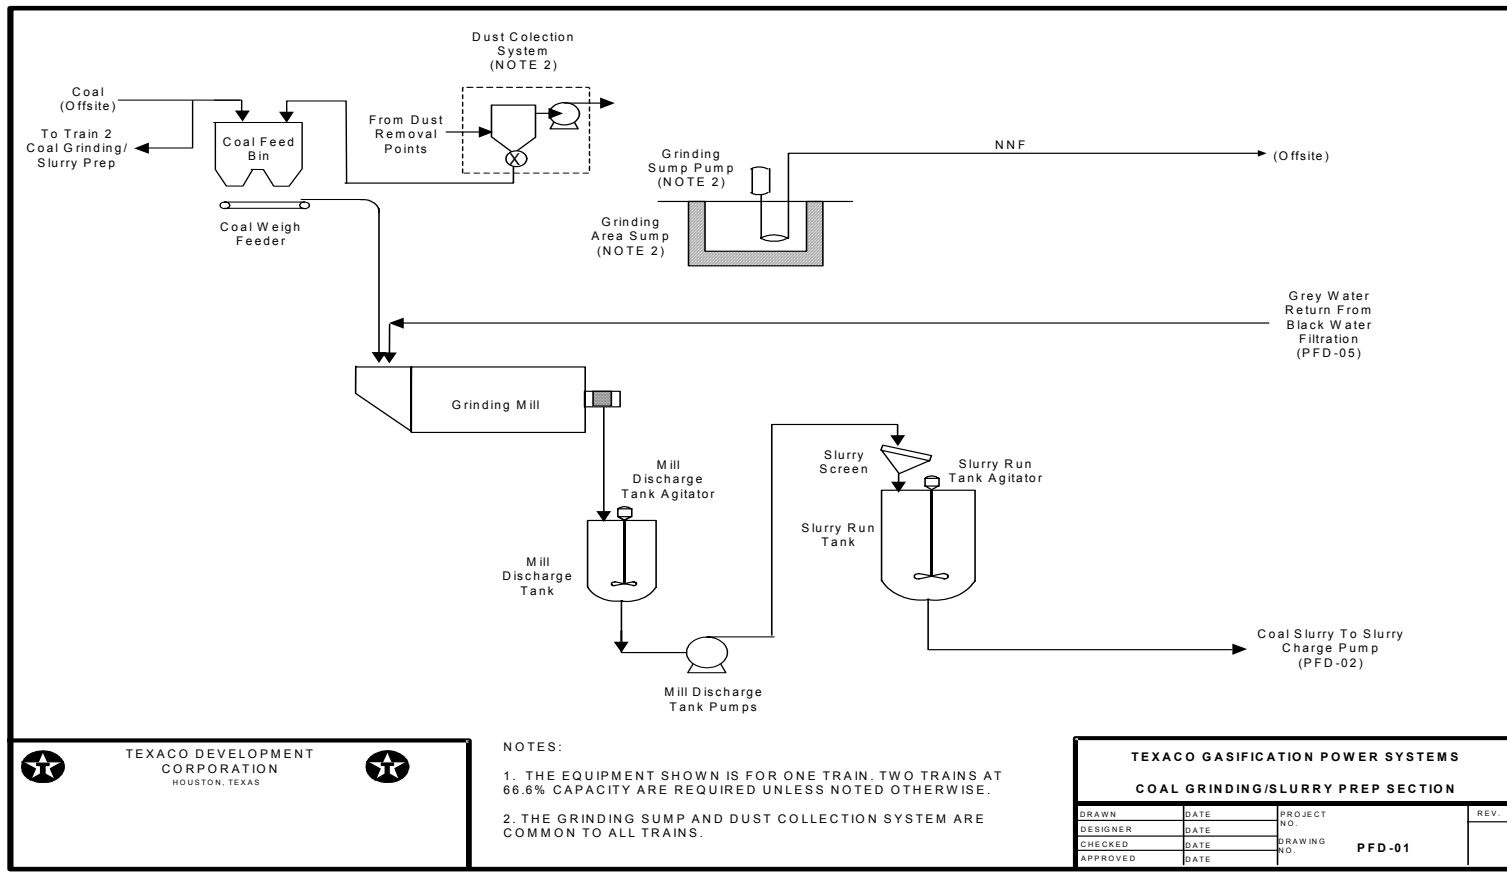 Dust Colection
System
(NOTE 2)
Coal
(Offsite)
From Dust
Removal
Points
To Train 2
Coal Grinding/
Slurry Prep
Coal Feed
Bin
Coal Weigh
Feeder
Grinding
Sump Pump
(NOTE 2)
NNF
(Offsite)
Grinding
Area Sump
(NOTE 2)
Grey Water
Return From
Black Water
Filtration
(PFD-05)
Grinding Mill
Mill
Discharge
Tank Agitator
Slurry
Screen
Slurry Run
Tank Agitator
Slurry Run
Tank
Mill
Discharge
Tank
Coal Slurry To Slurry
Charge Pump
(PFD-02)
Mill Discharge
Tank Pumps
TEXACO DEVELOPMENT
CORPORATION
HOUSTON, TEXAS
NOTES:
1. THE EQUIPMENT SHOWN IS FOR ONE TRAIN. TWO TRAINS AT
66.6% CAPACITY ARE REQUIRED UNLESS NOTED OTHERWISE.
2. THE GRINDING SUMP AND DUST COLLECTION SYSTEM ARE
COMMON TO ALL TRAINS.
TEXACO GASIFICATION POWER SYSTEMS
COAL GRINDING/SLURRY PREP SECTION
DRAWN DATE
DESIGNER DATE
CHECKED DATE
APPROVED DATE
PROJECT
NO.
DRAWING
NO.
PFD-01
REV.